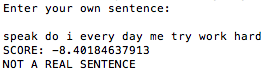 Enter your own sentence:
speak do i every day me try work hard
SCORE: -8.40184637913
NOT A REAL SENTENCE